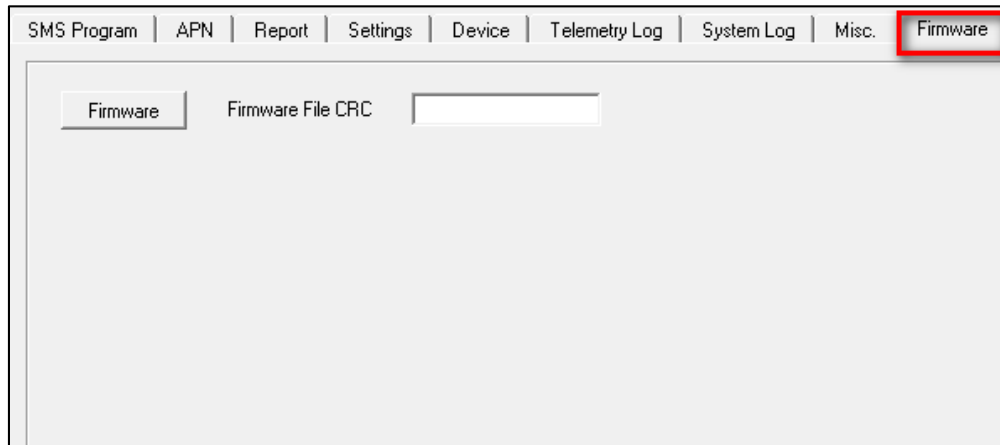 SMS Program APN Report Settings Device Telemetry Log System Log Misc. Firmware
Firmware Firmware File CRC